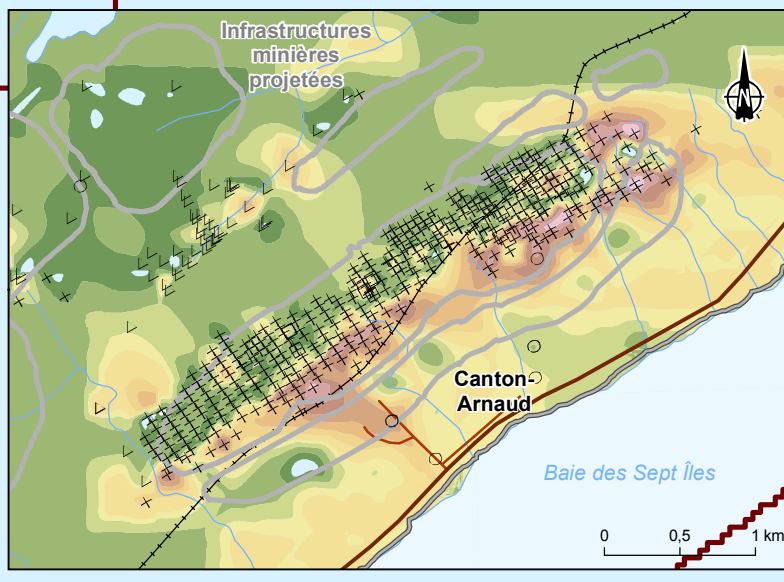 Infrastructures
minières
projetées
N
Canton-
Arnaud
Baie des Sept Îles
0 0,5 1 km